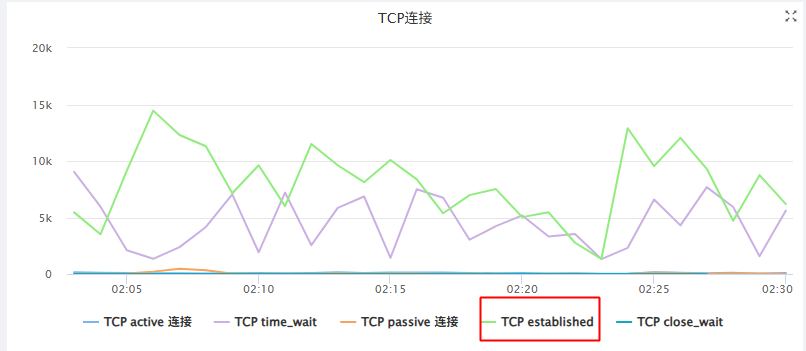 TCP连接
20k
15k
10k
5k
0
02:05 02:10 02:15 02:20 02:25 02:30
TCP active 连接 TCP time_wait TCP passive 连接 TCP established TCP close_wait